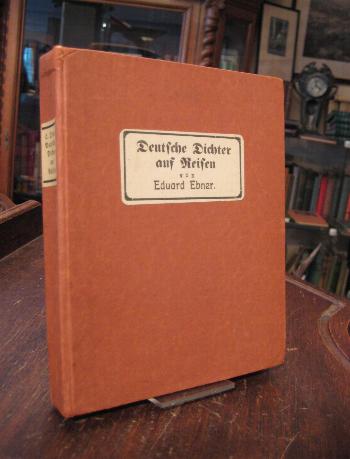 Deutsche Dichter
auf Reisen
von
Eduard Ebner.